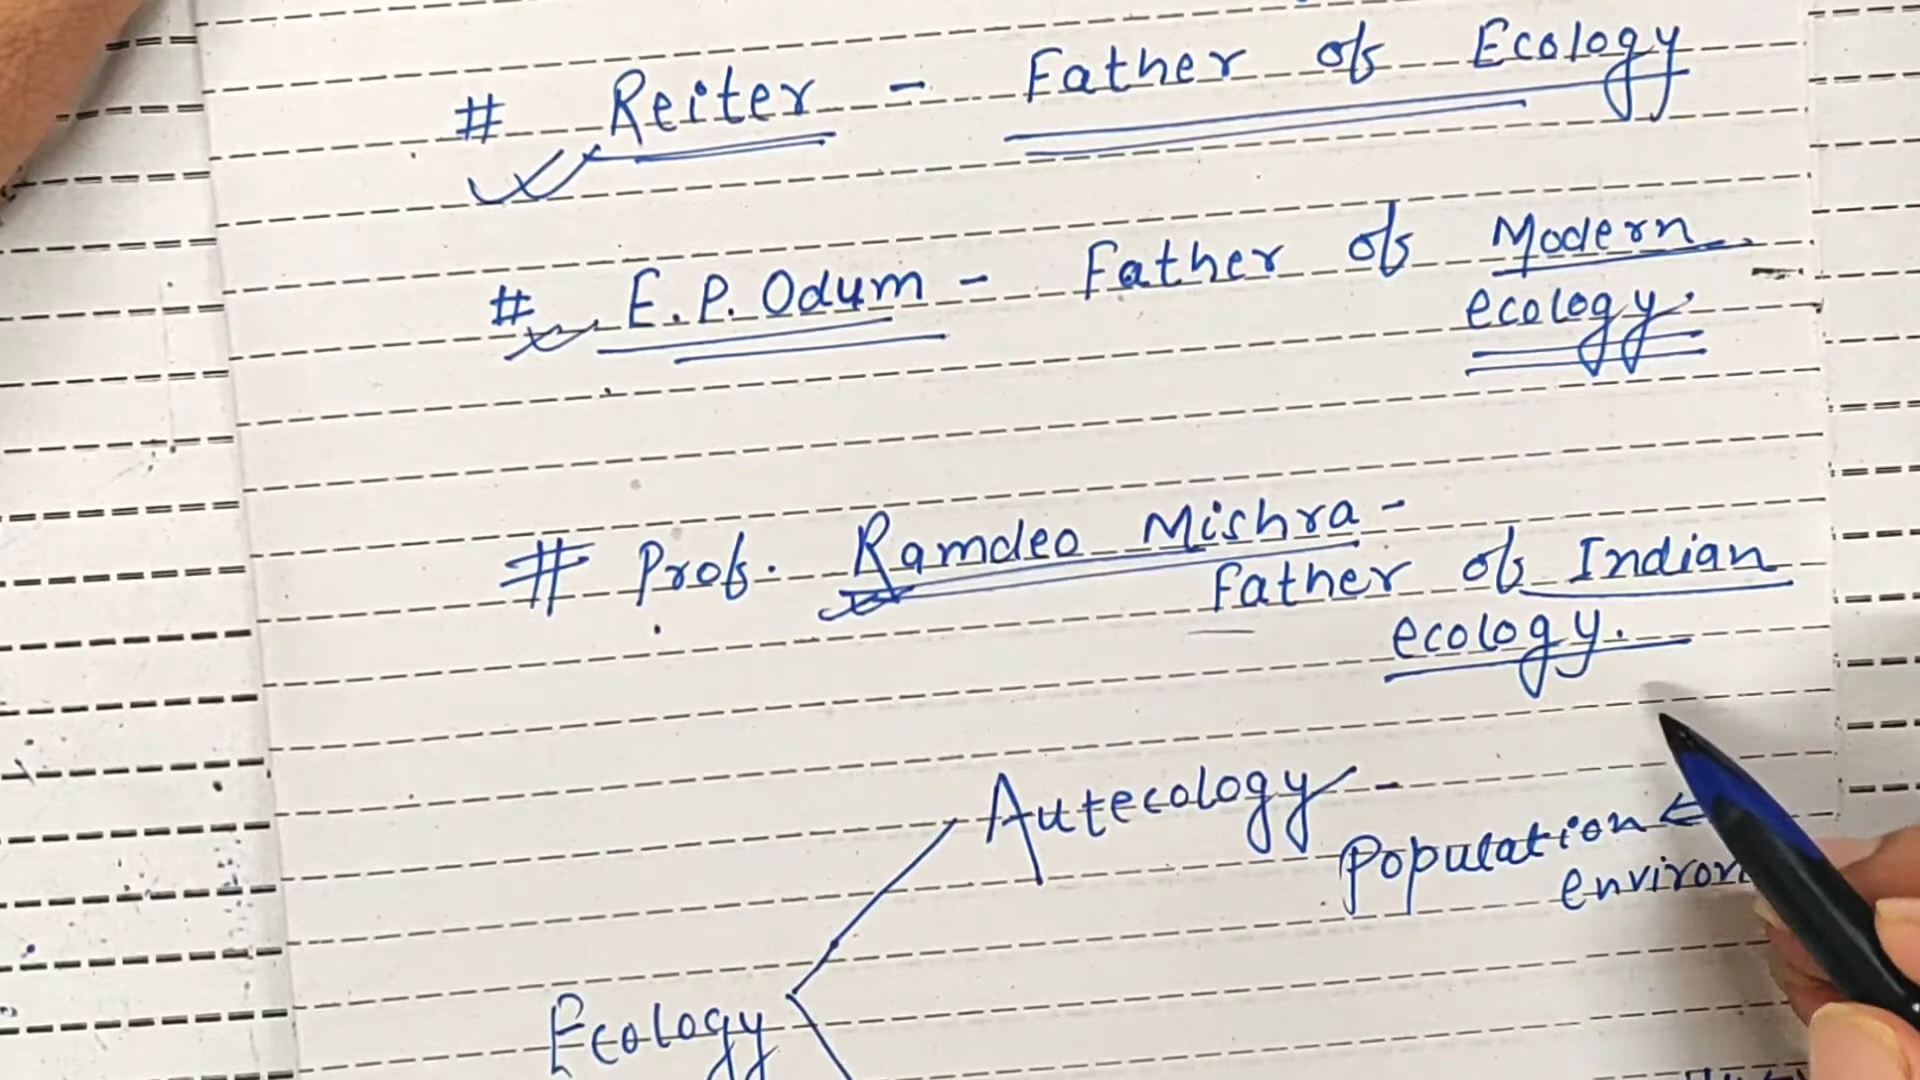 # Reiter - Father of Ecology
# E.P. Odum - Father of Modern
ecology.
# Prof. Ramdeo Mishra -
Father of Indian
ecology.
Autecology -
Population ←
Ecology